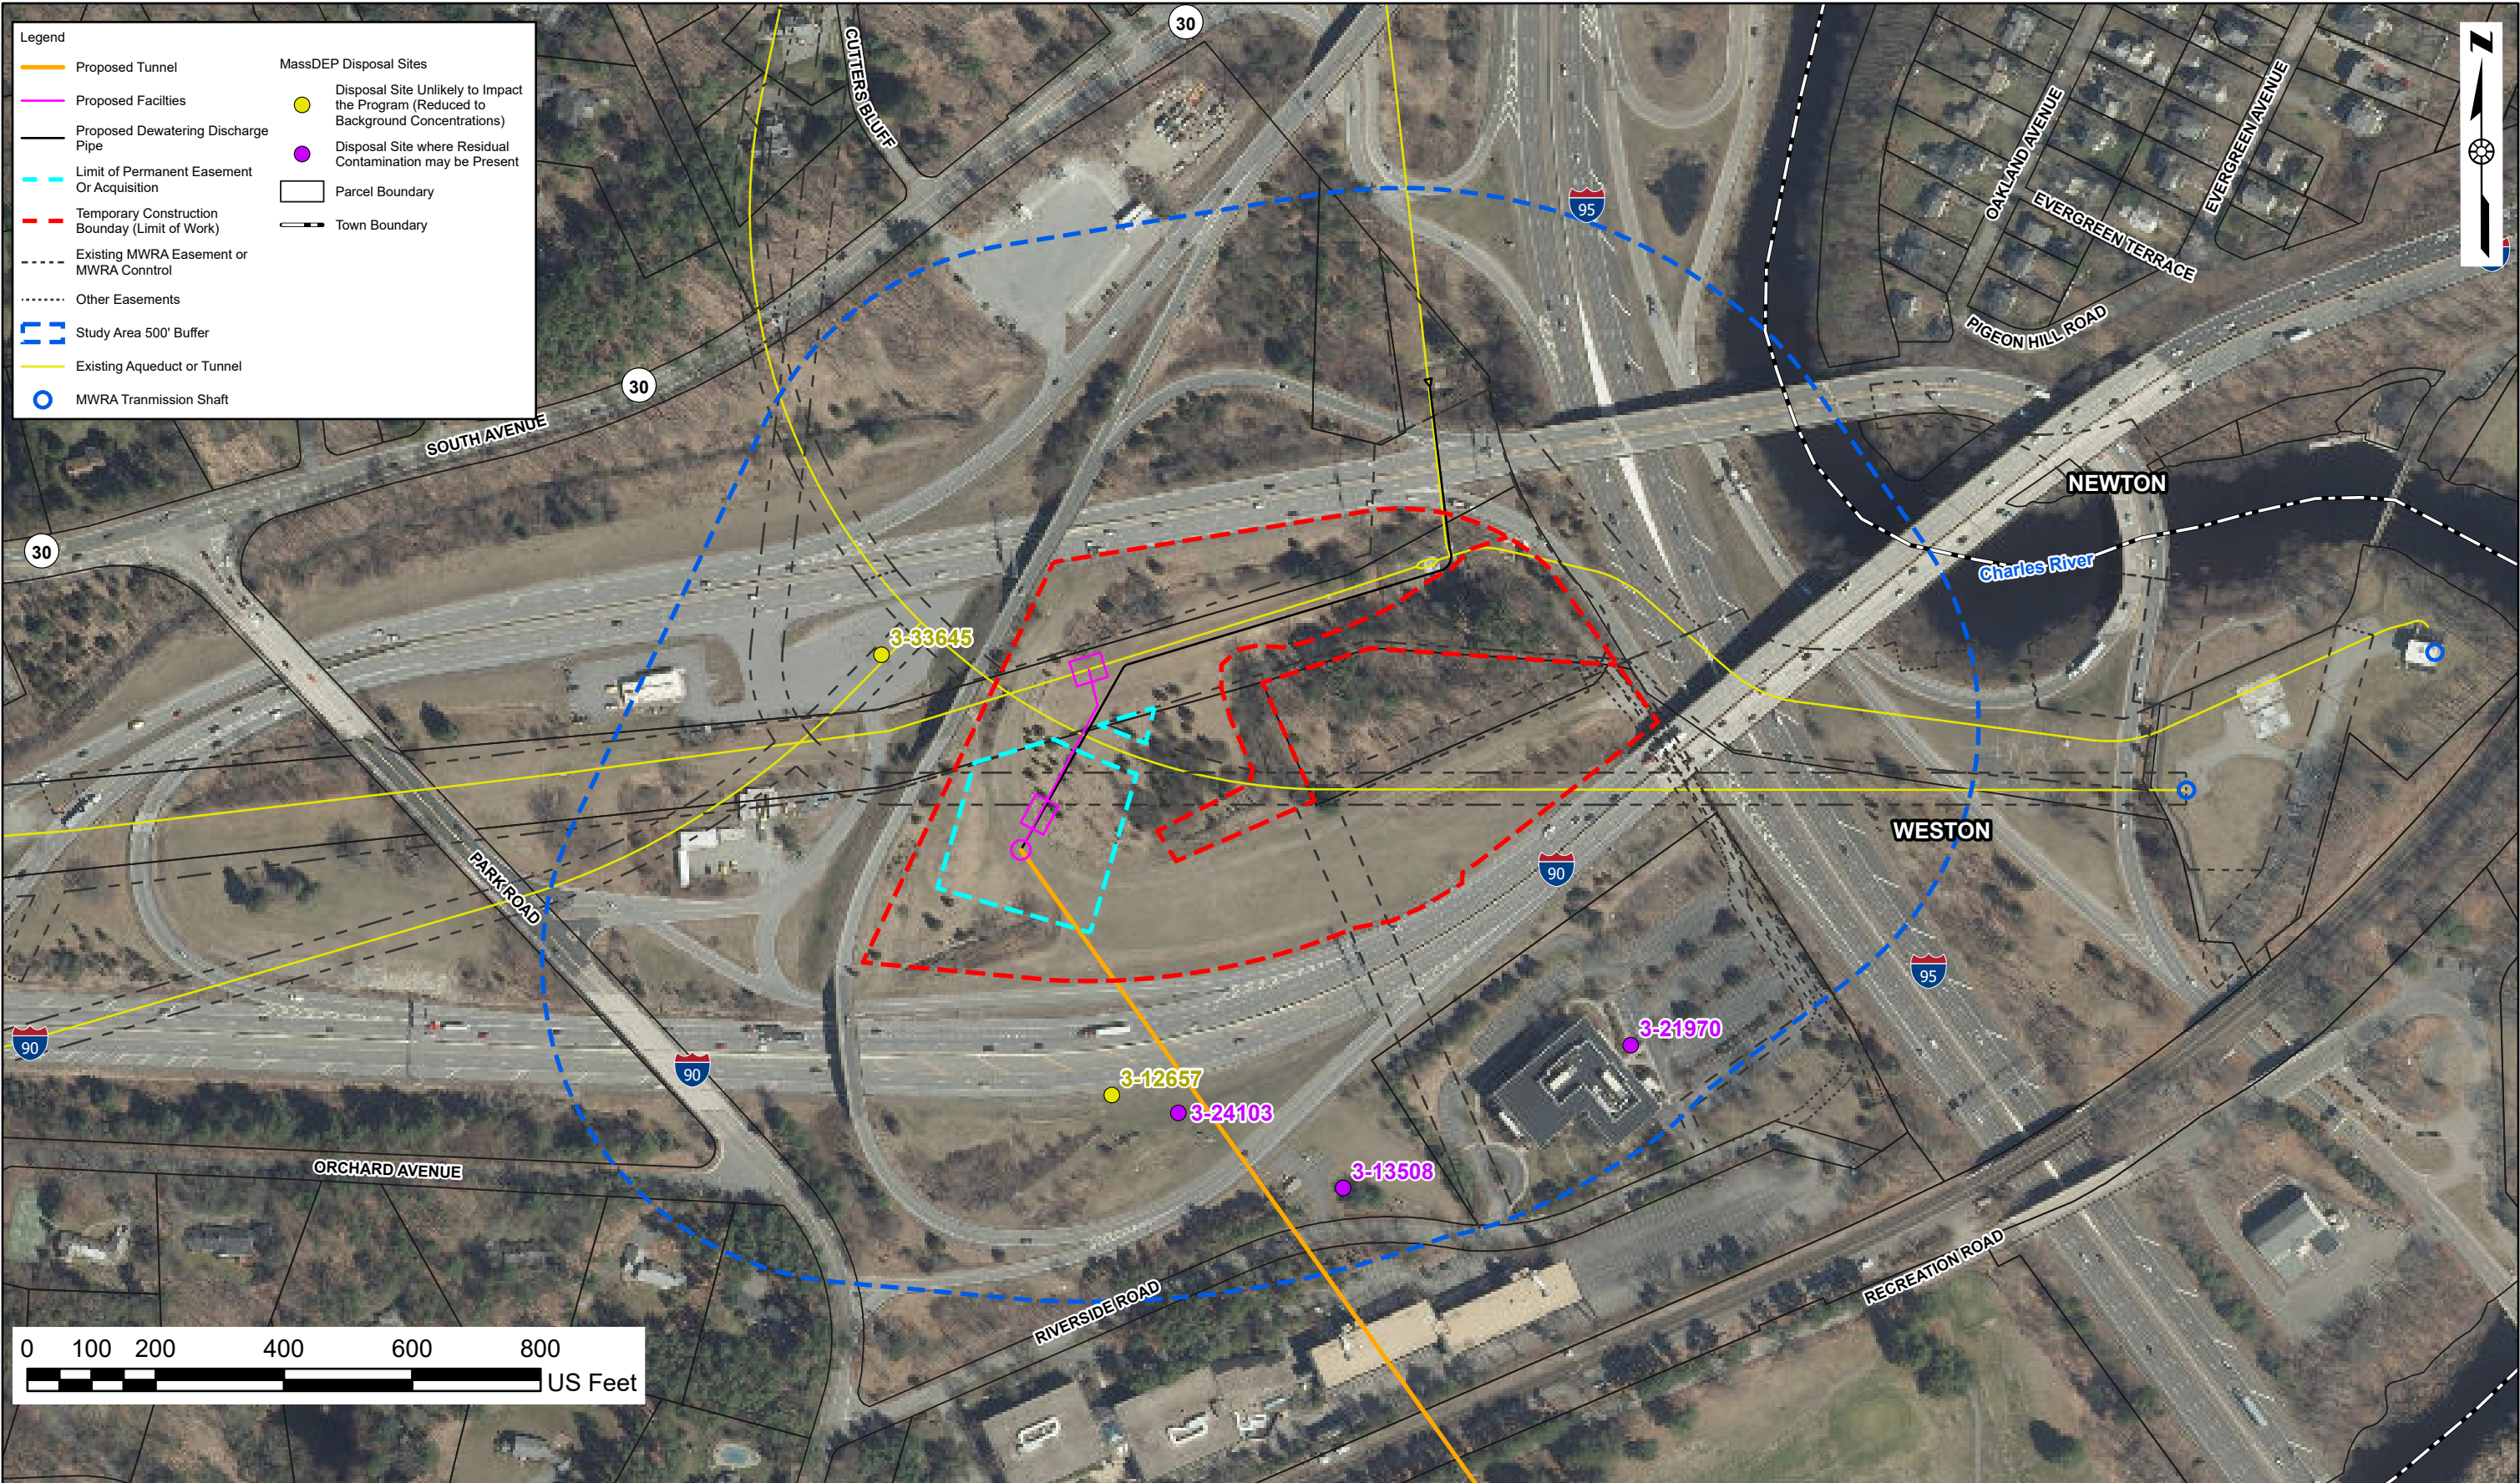 Legend
Proposed Tunnel
Proposed Facilties
Proposed Dewatering Discharge
Pipe
Limit of Permanent Easement
Or Acquisition
Temporary Construction
Bounday (Limit of Work)
Existing MWRA Easement or
MWRA Conntrol
Other Easements
Study Area 500' Buffer
Existing Aqueduct or Tunnel
MWRA Tranmission Shaft
MassDEP Disposal Sites
Disposal Site Unlikely to Impact
the Program (Reduced to
Background Concentrations)
Disposal Site where Residual
Contamination may be Present
Parcel Boundary
Town Boundary
30
CUTTERS BLUFF
N
95
OAKLAND AVENUE
EVERGREEN AVENUE
EVERGREEN TERRACE
PIGEON HILL ROAD
30
SOUTH AVENUE
30
NEWTON
Charles River
3-33645
WESTON
90
PARK ROAD
95
90
90
3-21970
3-12657
3-24103
3-13508
ORCHARD AVENUE
RIVERSIDE ROAD
RECREATION ROAD
0 100 200 400 600 800
US Feet